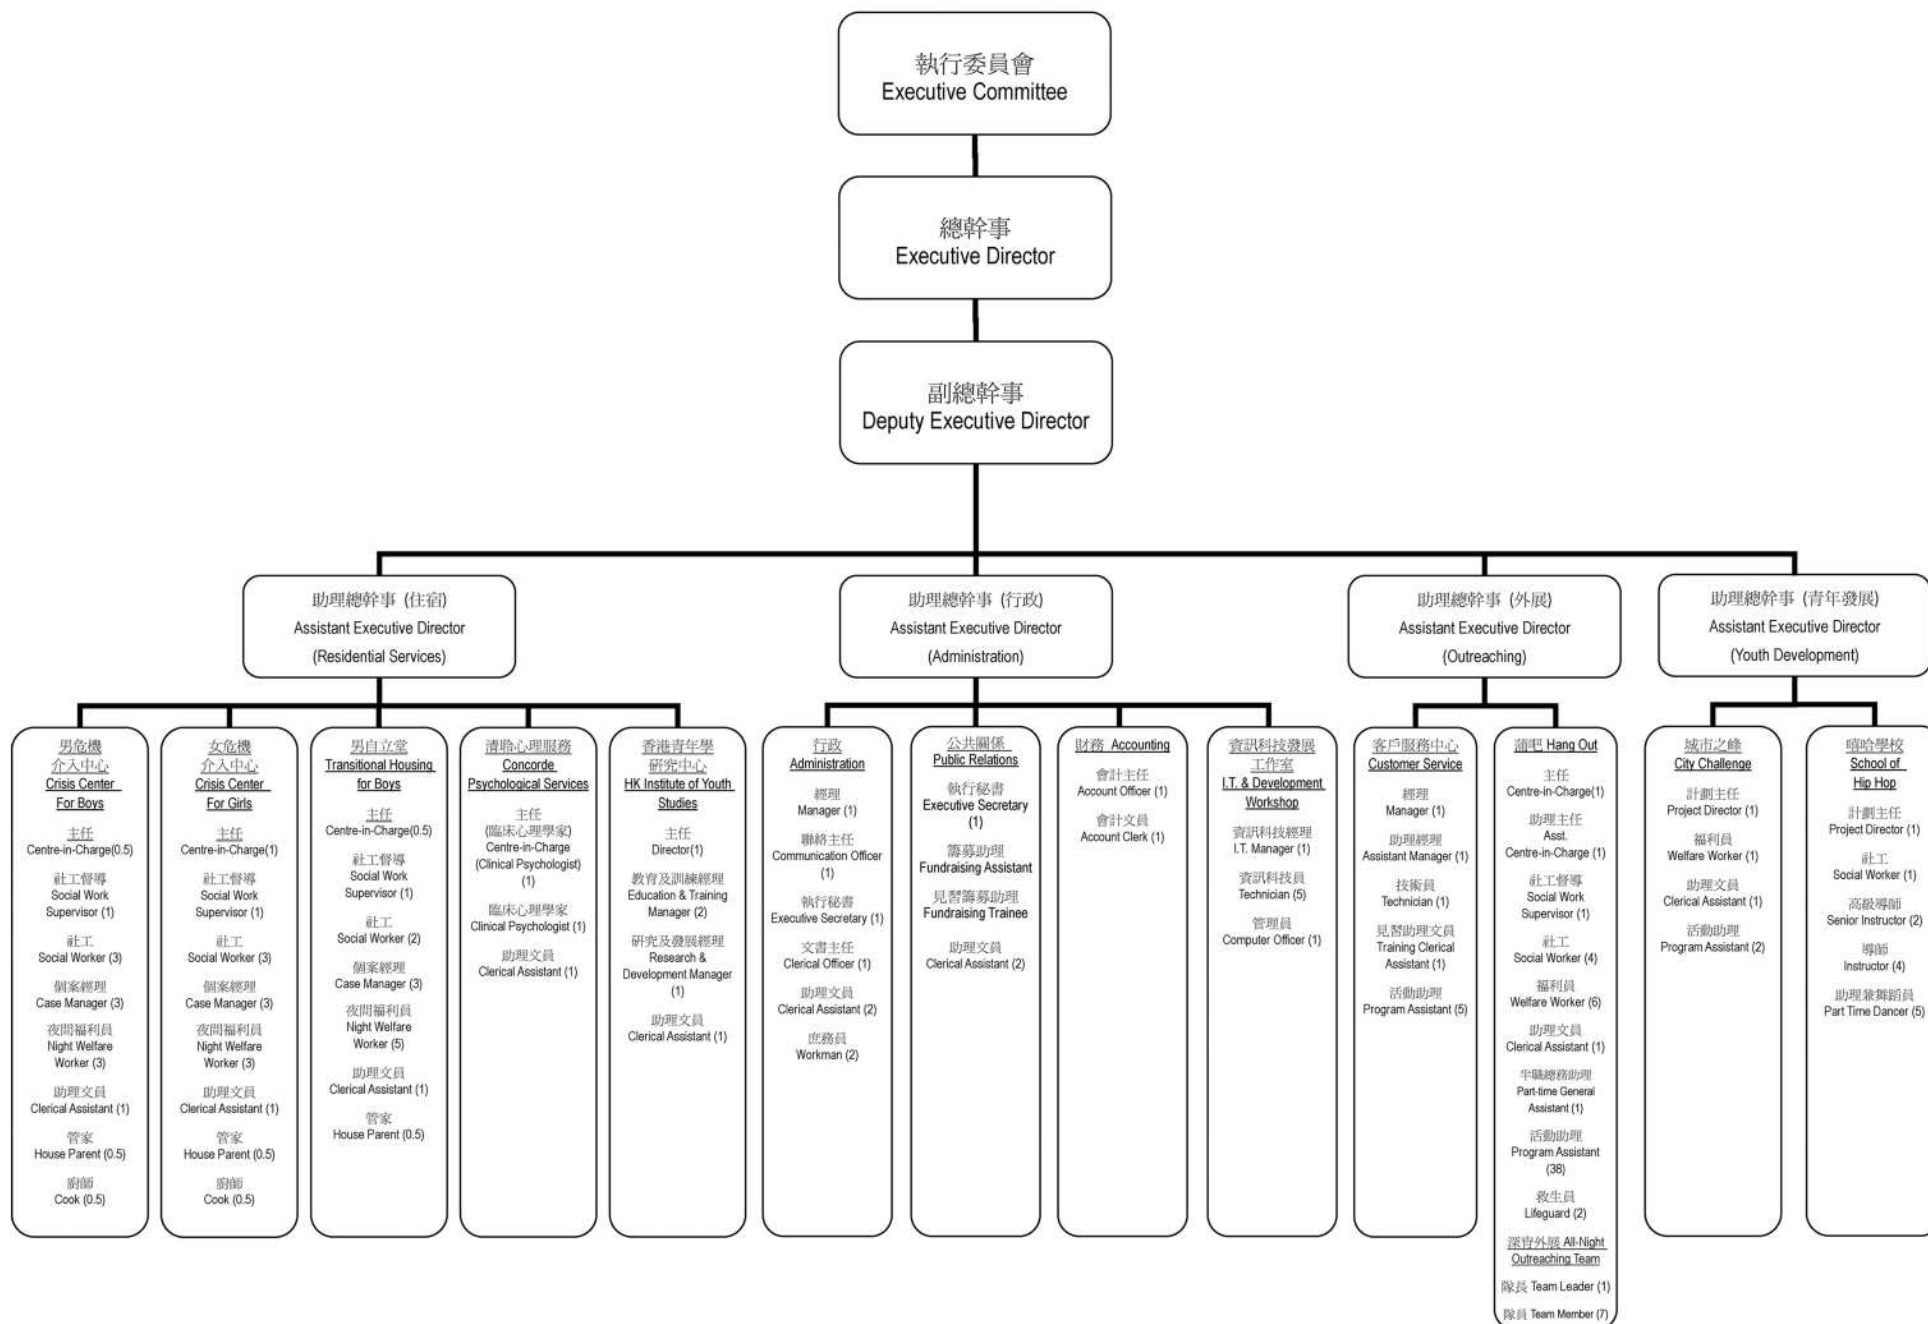 執行委員會
Executive Committee
總幹事
Executive Director
副總幹事
Deputy Executive Director
助理總幹事 (住宿)
Assistant Executive Director
(Residential Services)
助理總幹事 (行政)
Assistant Executive Director
(Administration)
助理總幹事 (外展)
Assistant Executive Director
(Outreaching)
助理總幹事 (青年發展)
Assistant Executive Director
(Youth Development)
男危機
介入中心
Crisis Center
For Boys
主任
Centre-in-Charge(0.5)
社工督導
Social Work
Supervisor (1)
社工
Social Worker (3)
個案經理
Case Manager (3)
夜間福利員
Night Welfare
Worker (3)
助理文員
Clerical Assistant (1)
管家
House Parent (0.5)
廚師
Cook (0.5)
女危機
介入中心
Crisis Center
For Girls
主任
Centre-in-Charge(1)
社工督導
Social Work
Supervisor (1)
社工
Social Worker (3)
個案經理
Case Manager (3)
夜間福利員
Night Welfare
Worker (3)
助理文員
Clerical Assistant (1)
管家
House Parent (0.5)
廚師
Cook (0.5)
男自立堂
Transitional Housing
for Boys
主任
Centre-in-Charge(0.5)
社工督導
Social Work
Supervisor (1)
社工
Social Worker (2)
個案經理
Case Manager (3)
夜間福利員
Night Welfare
Worker (5)
助理文員
Clerical Assistant (1)
管家
House Parent (0.5)
清聆心理服務
Concorde
Psychological Services
主任
(臨床心理學家)
Centre-in-Charge
(Clinical Psychologist)
(1)
臨床心理學家
Clinical Psychologist (1)
助理文員
Clerical Assistant (1)
香港青年學
研究中心
HK Institute of Youth
Studies
主任
Director(1)
教育及訓練經理
Education & Training
Manager (2)
研究及發展經理
Research &
Development Manager
(1)
助理文員
Clerical Assistant (1)
行政
Administration
經理
Manager (1)
聯絡主任
Communication Officer
(1)
執行秘書
Executive Secretary (1)
文書主任
Clerical Officer (1)
助理文員
Clerical Assistant (2)
庶務員
Workman (2)
公共關係
Public Relations
執行秘書
Executive Secretary
(1)
籌募助理
Fundraising Assistant
見習籌募助理
Fundraising Trainee
助理文員
Clerical Assistant (2)
財務 Accounting
會計主任
Account Officer (1)
會計文員
Account Clerk (1)
資訊科技發展
工作室
I.T. & Development
Workshop
資訊科技經理
I.T. Manager (1)
資訊科技員
Technician (5)
管理員
Computer Officer (1)
客戶服務中心
Customer Service
經理
Manager (1)
助理經理
Assistant Manager (1)
技術員
Technician (1)
見習助理文員
Training Clerical
Assistant (1)
活動助理
Program Assistant (5)
蒲吧 Hang Out
主任
Centre-in-Charge(1)
助理主任
Asst.
Centre-in-Charge (1)
社工督導
Social Work
Supervisor (1)
社工
Social Worker (4)
福利員
Welfare Worker (6)
助理文員
Clerical Assistant (1)
半職總務助理
Part-time General
Assistant (1)
活動助理
Program Assistant
(38)
救生員
Lifeguard (2)
深宵外展 All-Night
Outreaching Team
隊長 Team Leader (1)
隊員 Team Member (7)
城市之峰
City Challenge
計劃主任
Project Director (1)
福利員
Welfare Worker (1)
助理文員
Clerical Assistant (1)
活動助理
Program Assistant (2)
嘻哈學校
School of
Hip Hop
計劃主任
Project Director (1)
社工
Social Worker (1)
高級導師
Senior Instructor (2)
導師
Instructor (4)
助理兼舞蹈員
Part Time Dancer (5)